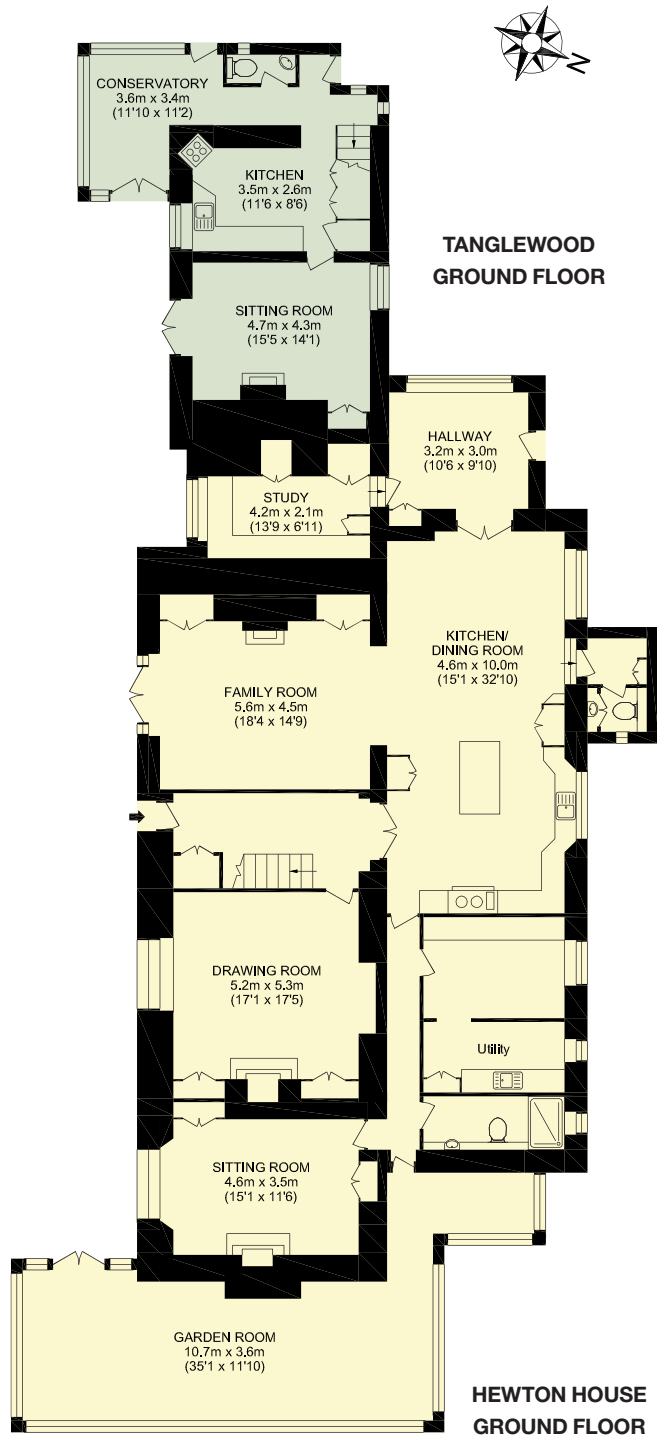 N
CONSERVATORY
3.6m x 3.4m
(11'10 x 11'2)
KITCHEN
3.5m x 2.6m
(11'6 x 8'6)
TANGLEWOOD
GROUND FLOOR
SITTING ROOM
4.7m x 4.3m
(15'5 x 14'1)
HALLWAY
3.2m x 3.0m
(10'6 x 9'10)
STUDY
4.2m x 2.1m
(13'9 x 6'11)
KITCHEN/
DINING ROOM
4.6m x 10.0m
(15'1 x 32'10)
FAMILY ROOM
5.6m x 4.5m
(18'4 x 14'9)
DRAWING ROOM
5.2m x 5.3m
(17'1 x 17'5)
Utility
SITTING ROOM
4.6m x 3.5m
(15'1 x 11'6)
GARDEN ROOM
10.7m x 3.6m
(35'1 x 11'10)
HEWTON HOUSE
GROUND FLOOR